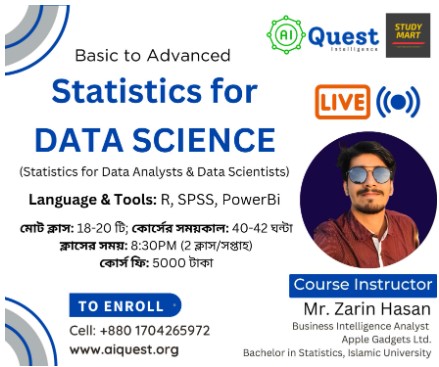 AI Quest
Intelligence
STUDY
MART
Basic to Advanced
Statistics for
DATA SCIENCE
(Statistics for Data Analysts & Data Scientists)
LIVE
Language & Tools: R, SPSS, PowerBi
মোট ক্লাস: 18-20 টি; কোর্সের সময়কাল: 40-42 ঘন্টা
ক্লাসের সময়: 8:30PM (2 ক্লাস/সপ্তাহ)
কোর্স ফি: 5000 টাকা
TO ENROLL
Cell: +880 1704265972
www.aiquest.org
Course Instructor
Mr. Zarin Hasan
Business Intelligence Analyst
Apple Gadgets Ltd.
Bachelor in Statistics, Islamic University